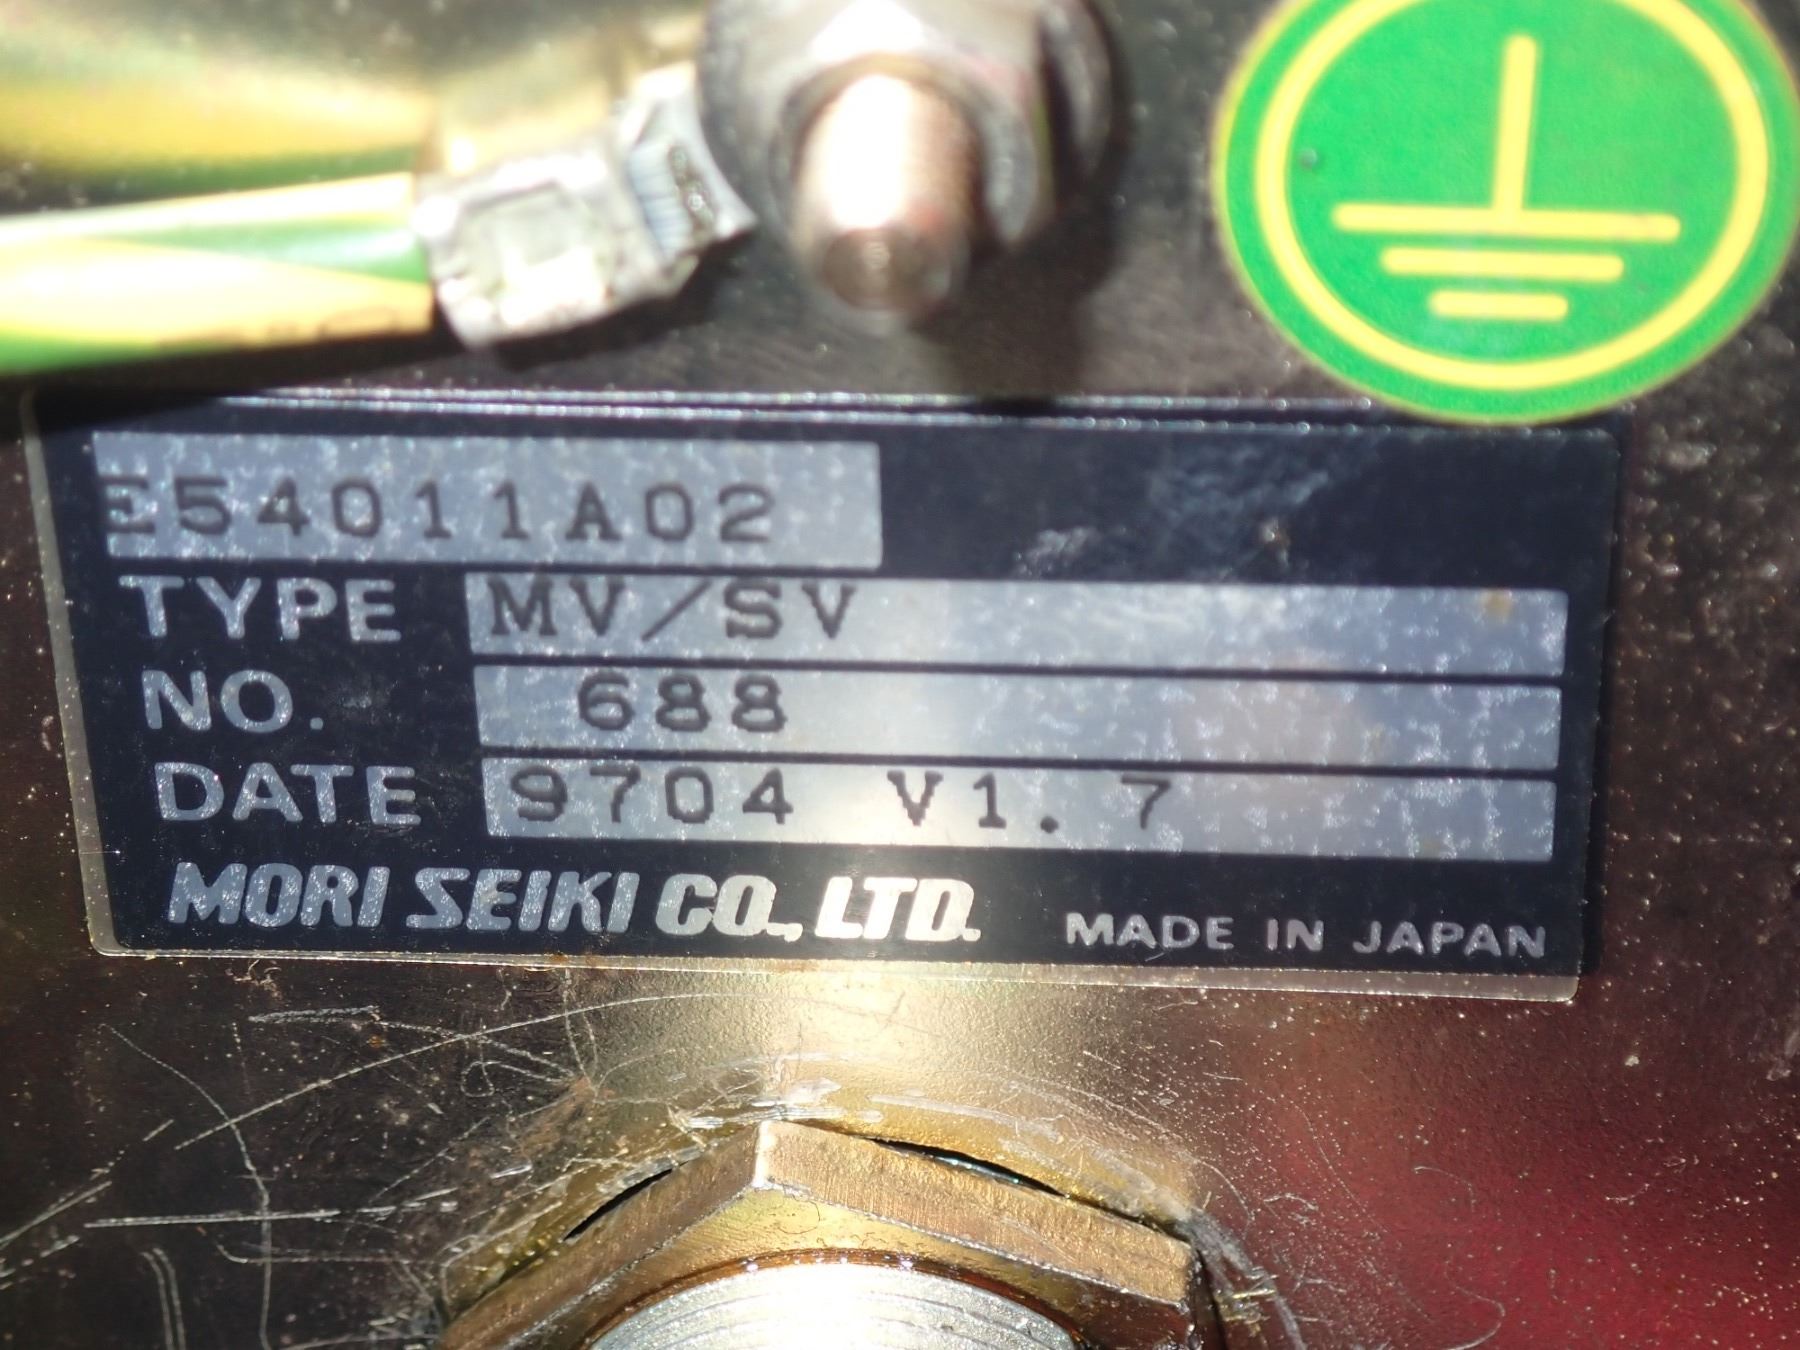 E54011A02
TYPE MV/SV
NO. 688
DATE 9704 V1.7
MORI SEIKI CO., LTD. MADE IN JAPAN